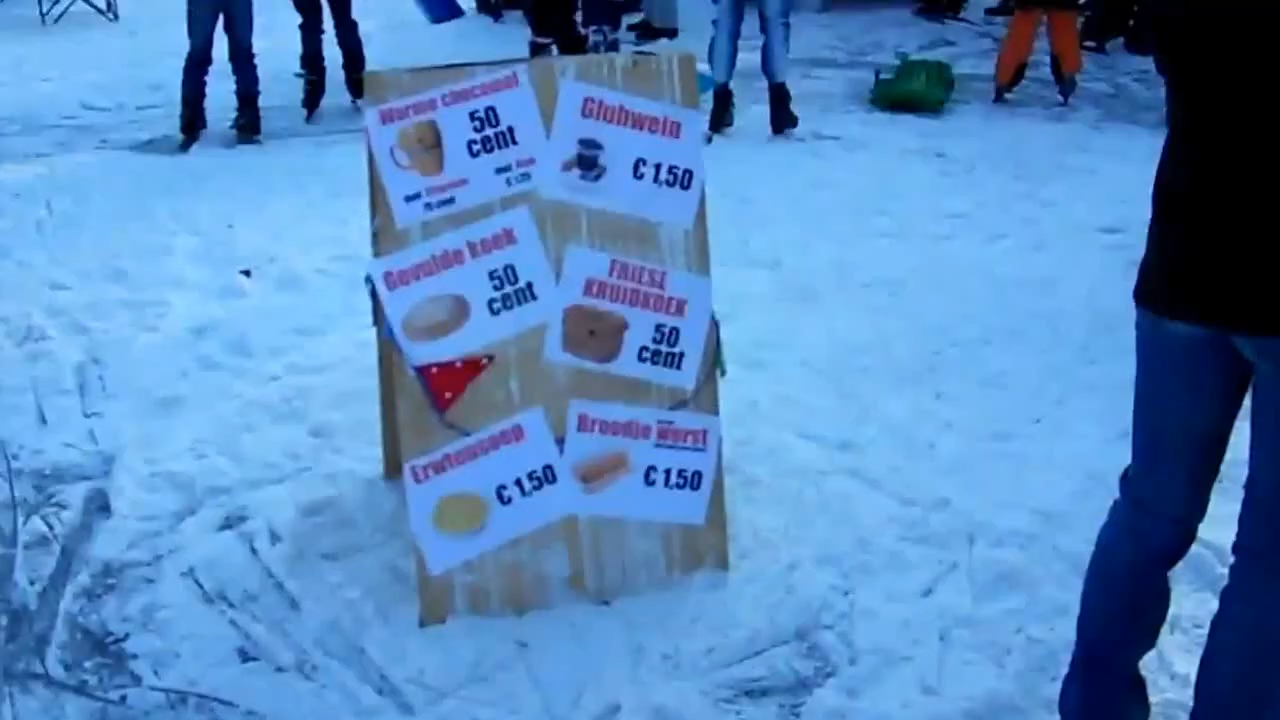 Warme chocomel
50
cent
Gluhwein
€ 1,50
Gevulde koek
50
cent
FRIESE
KRUIDKOEK
50
cent
Erwtensoep
€ 1,50
Broodje worst
€ 1,50